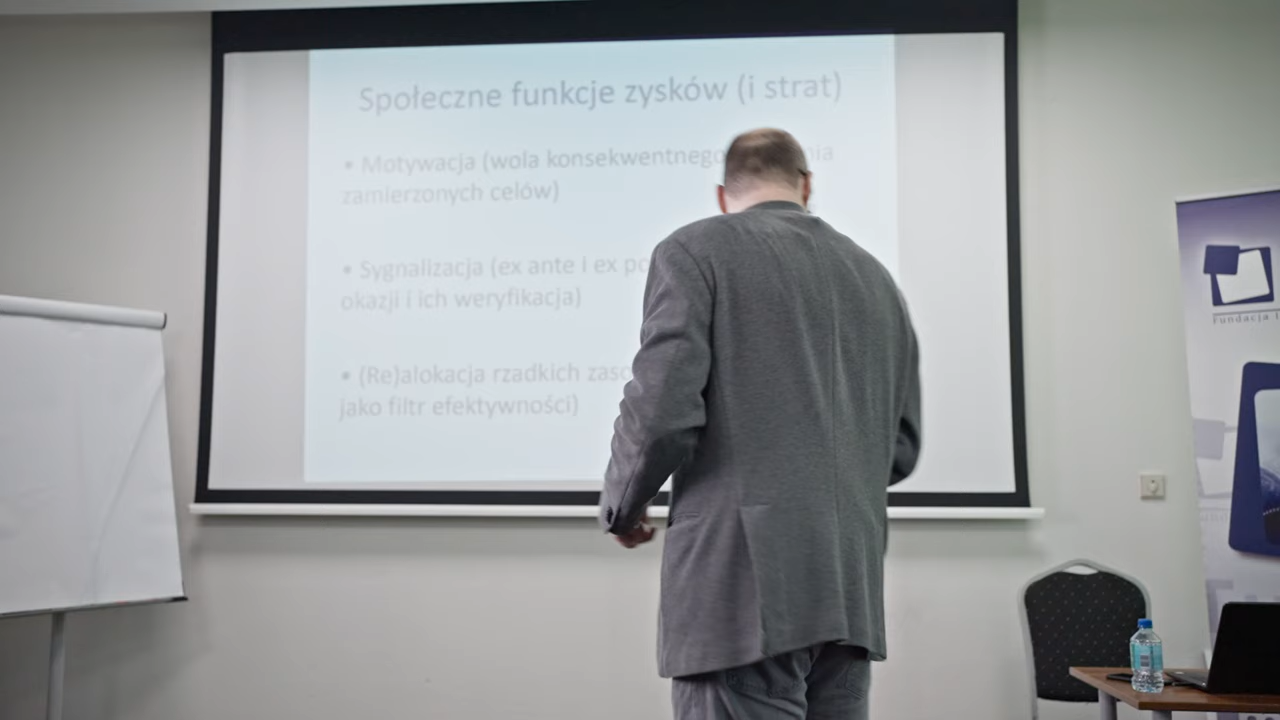 Społeczne funkcje zysków (i strat)
• Motywacja (wola konsekwentnego
zamierzonych celów)
• Sygnalizacja (ex ante i ex
okazji i ich weryfikacja)
• (Re)alokacja rzadkich
jako filtr efektywności)
Fundacja